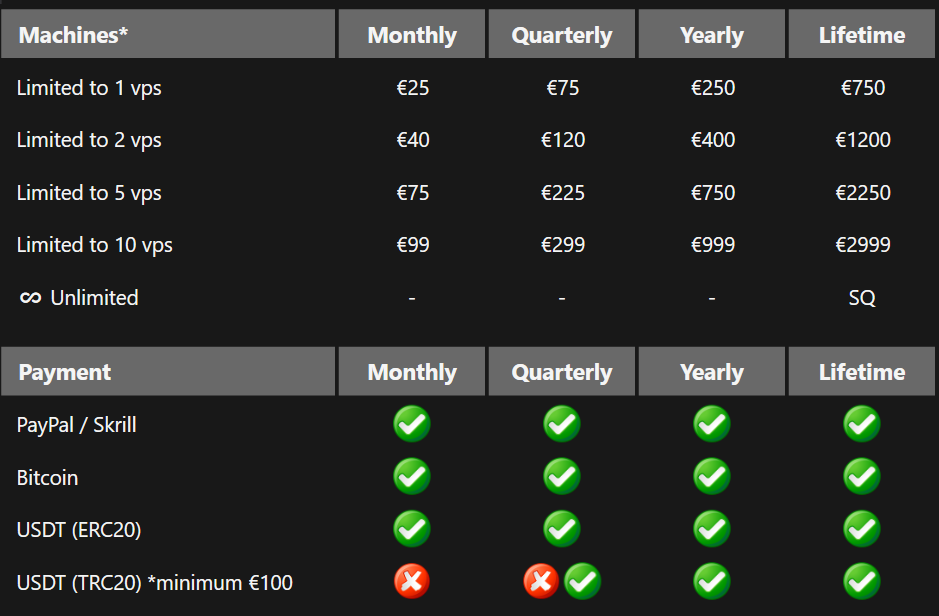 Machines* Monthly Quarterly Yearly Lifetime
Limited to 1 vps €25 €75 €250 €750
Limited to 2 vps €40 €120 €400 €1200
Limited to 5 vps €75 €225 €750 €2250
Limited to 10 vps €99 €299 €999 €2999
∞ Unlimited - - - SQ
Payment Monthly Quarterly Yearly Lifetime
PayPal / Skrill
Bitcoin
USDT (ERC20)
USDT (TRC20) *minimum €100